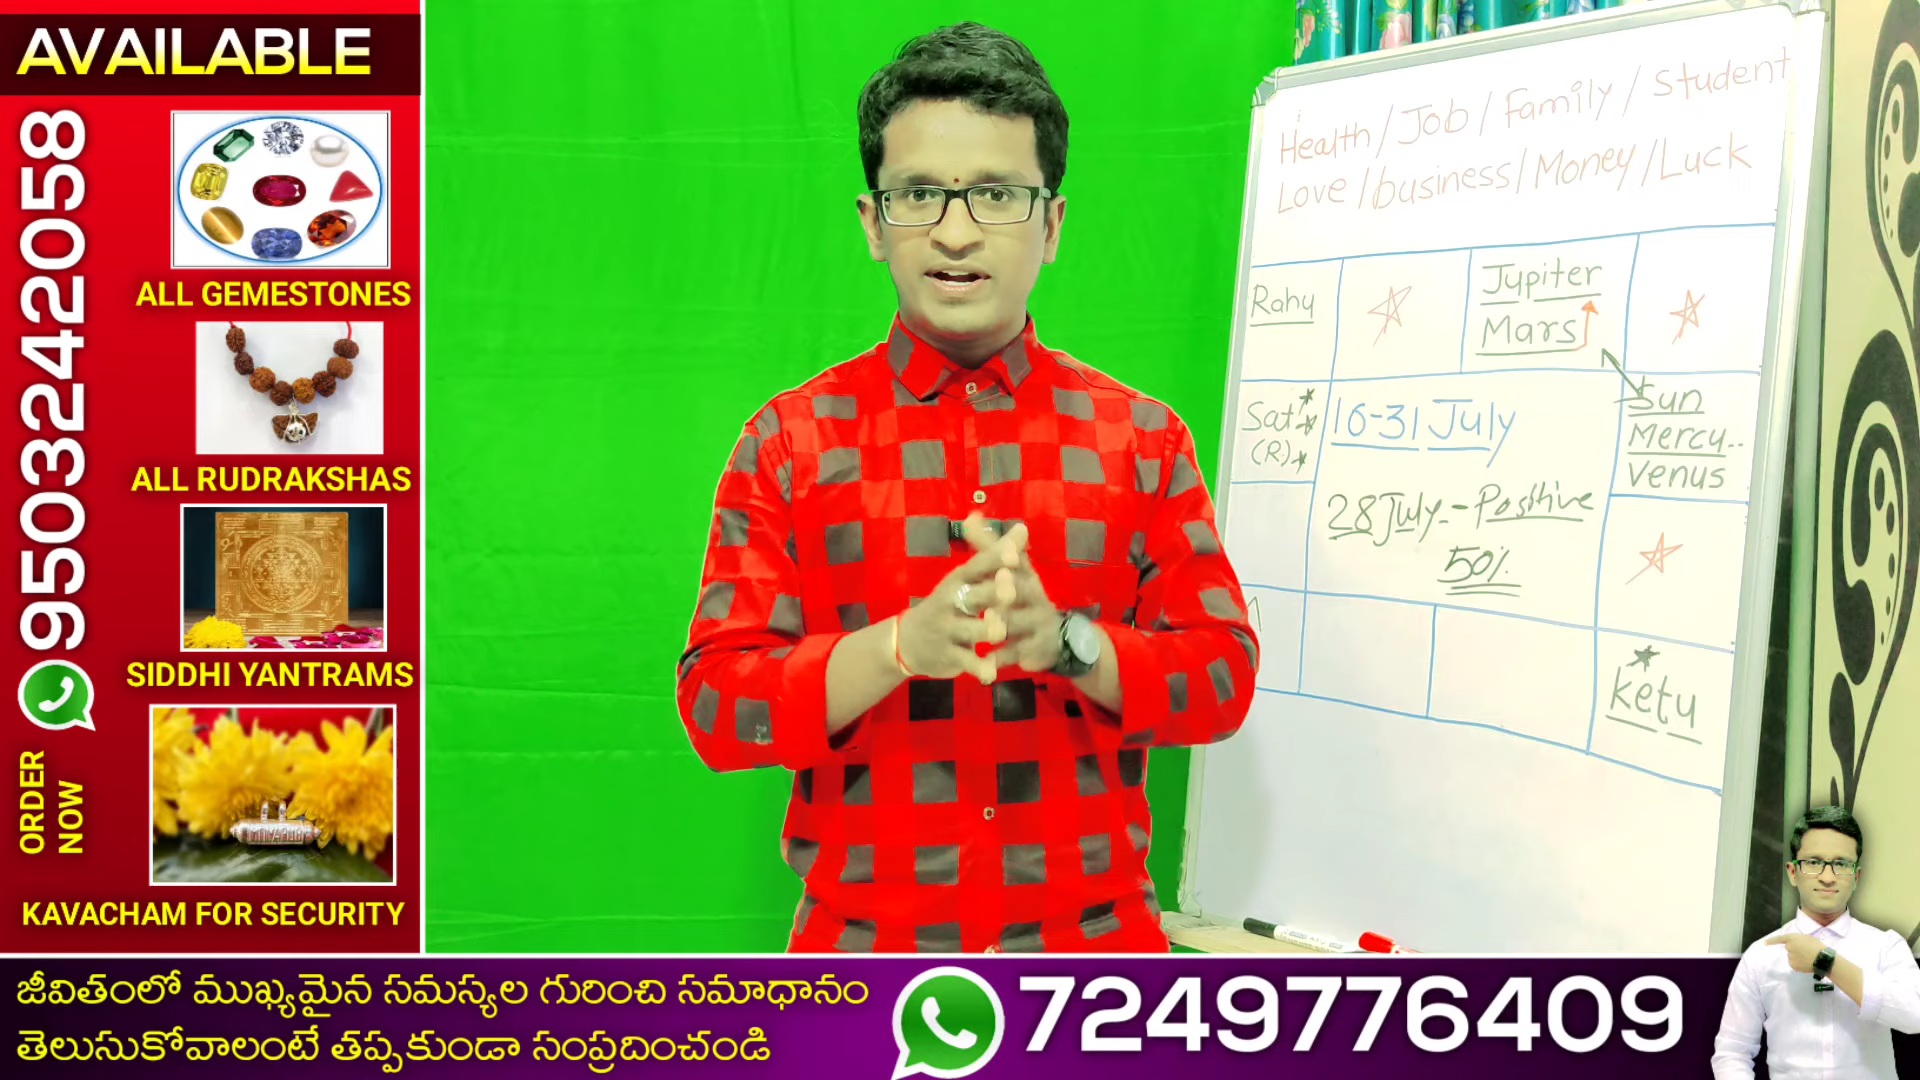 AVAILABLE
9503242058
ORDER
NOW
ALL GEMESTONES
ALL RUDRAKSHAS
SIDDHI YANTRAMS
KAVACHAM FOR SECURITY
Health / Job / Family / Student
Love / business / Money / Luck
Rahu
Jupiter
Mars
Sat
(R)
16-31 July
28 July - Positive
50%
Sun
Mercu..
Venus
Ketu
జీవితంలో ముఖ్యమైన సమస్యల గురించి సమాధానం
తెలుసుకోవాలంటే తప్పకుండా సంప్రదించండి
7249776409